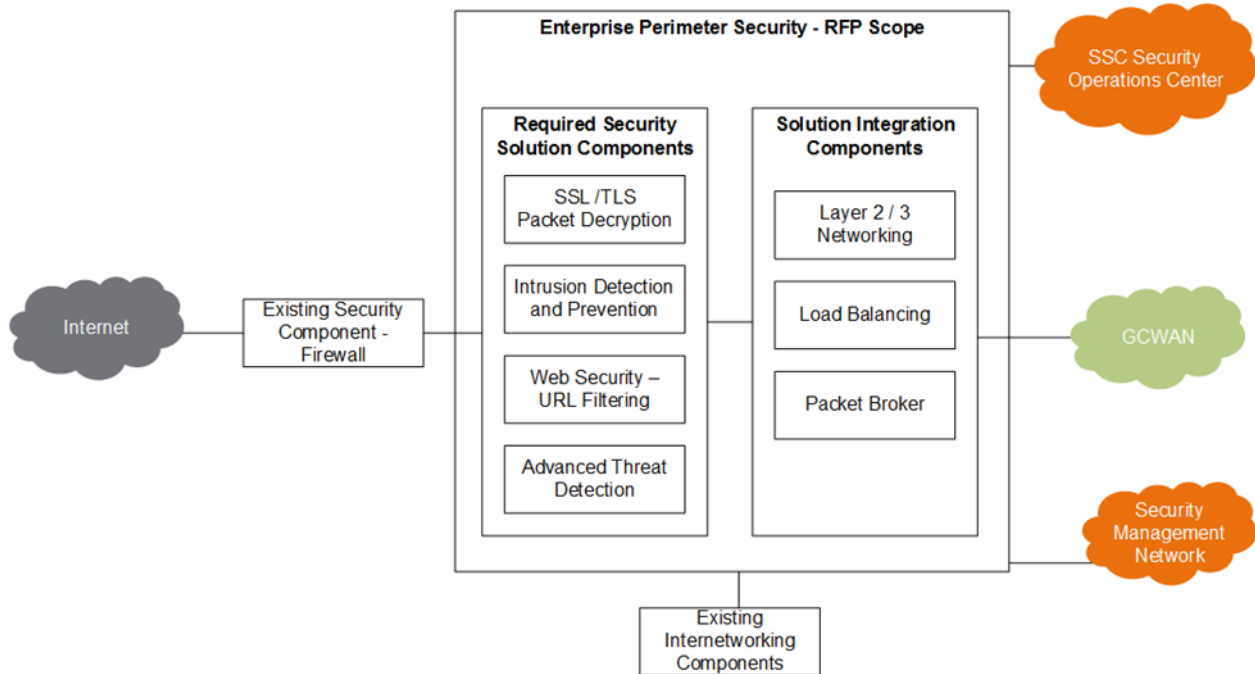 Enterprise Perimeter Security - RFP Scope
SSC Security
Operations Center
Required Security
Solution Components
SSL /TLS
Packet Decryption
Intrusion Detection
and Prevention
Web Security –
URL Filtering
Advanced Threat
Detection
Solution Integration
Components
Layer 2 / 3
Networking
Load Balancing
Packet Broker
Internet
Existing Security
Component -
Firewall
GCWAN
Security
Management
Network
Existing
Internetworking
Components